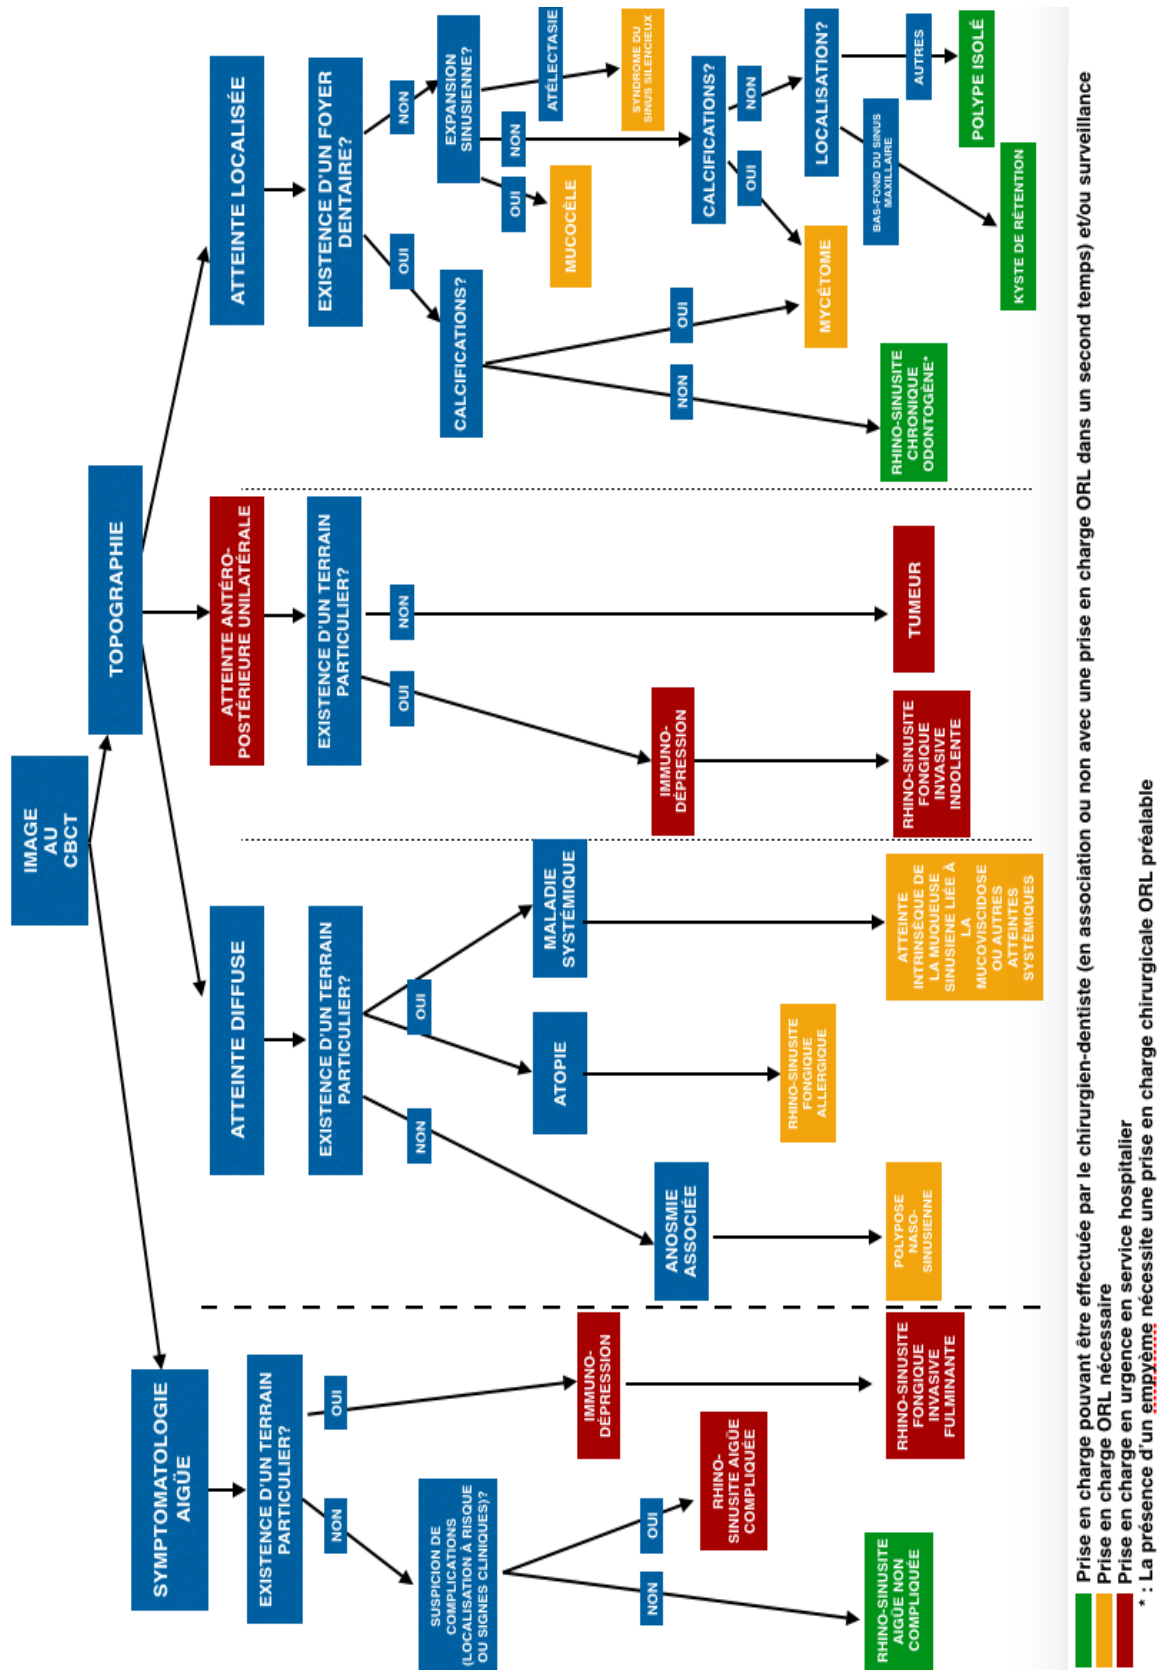 IMAGE
AU
CBCT
TOPOGRAPHIE
SYMPTOMATOLOGIE
AIGÜE
EXISTENCE D'UN TERRAIN
PARTICULIER?
NON
OUI
SUSPICION DE
COMPLICATIONS
(LOCALISATION À RISQUE
OU SIGNES CLINIQUES)?
NON
OUI
IMMUNO-
DÉPRESSION
RHINO-
SINUSITE AIGÜE
COMPLIQUÉE
RHINO-SINUSITE
AIGÜE NON
COMPLIQUÉE
RHINO-SINUSITE
FONGIQUE
INVASIVE
FULMINANTE
ATTEINTE DIFFUSE
EXISTENCE D'UN TERRAIN
PARTICULIER?
NON
OUI
ANOSMIE
ASSOCIÉE
ATOPIE
MALADIE
SYSTÉMIQUE
POLYPOSE
NASO-
SINUSIENNE
RHINO-SINUSITE
FONGIQUE
ALLERGIQUE
ATTEINTE
INTRINSÈQUE DE
LA MUQUEUSE
SINUSIENE LIÉE À
LA
MUCOVISCIDOSE
OU AUTRES
ATTEINTES
SYSTÉMIQUES
ATTEINTE ANTÉRO-
POSTÉRIEURE UNILATÉRALE
EXISTENCE D'UN TERRAIN
PARTICULIER?
OUI
NON
IMMUNO-
DÉPRESSION
RHINO-SINUSITE
FONGIQUE
INVASIVE
INDOLENTE
TUMEUR
ATTEINTE LOCALISÉE
EXISTENCE D'UN FOYER
DENTAIRE?
OUI
NON
CALCIFICATIONS?
NON
OUI
RHINO-SINUSITE
CHRONIQUE
ODONTOGÈNE*
MYCÉTOME
EXPANSION
SINUSIENNE?
OUI
NON
ATÉLECTASIE
MUCOCÈLE
SYNDROME DU
SINUS SILENCIEUX
CALCIFICATIONS?
OUI
NON
LOCALISATION?
BAS-FOND DU SINUS
MAXILLAIRE
AUTRES
KYSTE DE RÉTENTION
POLYPE ISOLÉ
Prise en charge pouvant être effectuée par le chirurgien-dentiste (en association ou non avec une prise en charge ORL dans un second temps) et/ou surveillance
Prise en charge ORL nécessaire
Prise en charge en urgence en service hospitalier
* : La présence d'un empyème nécessite une prise en charge chirurgicale ORL préalable